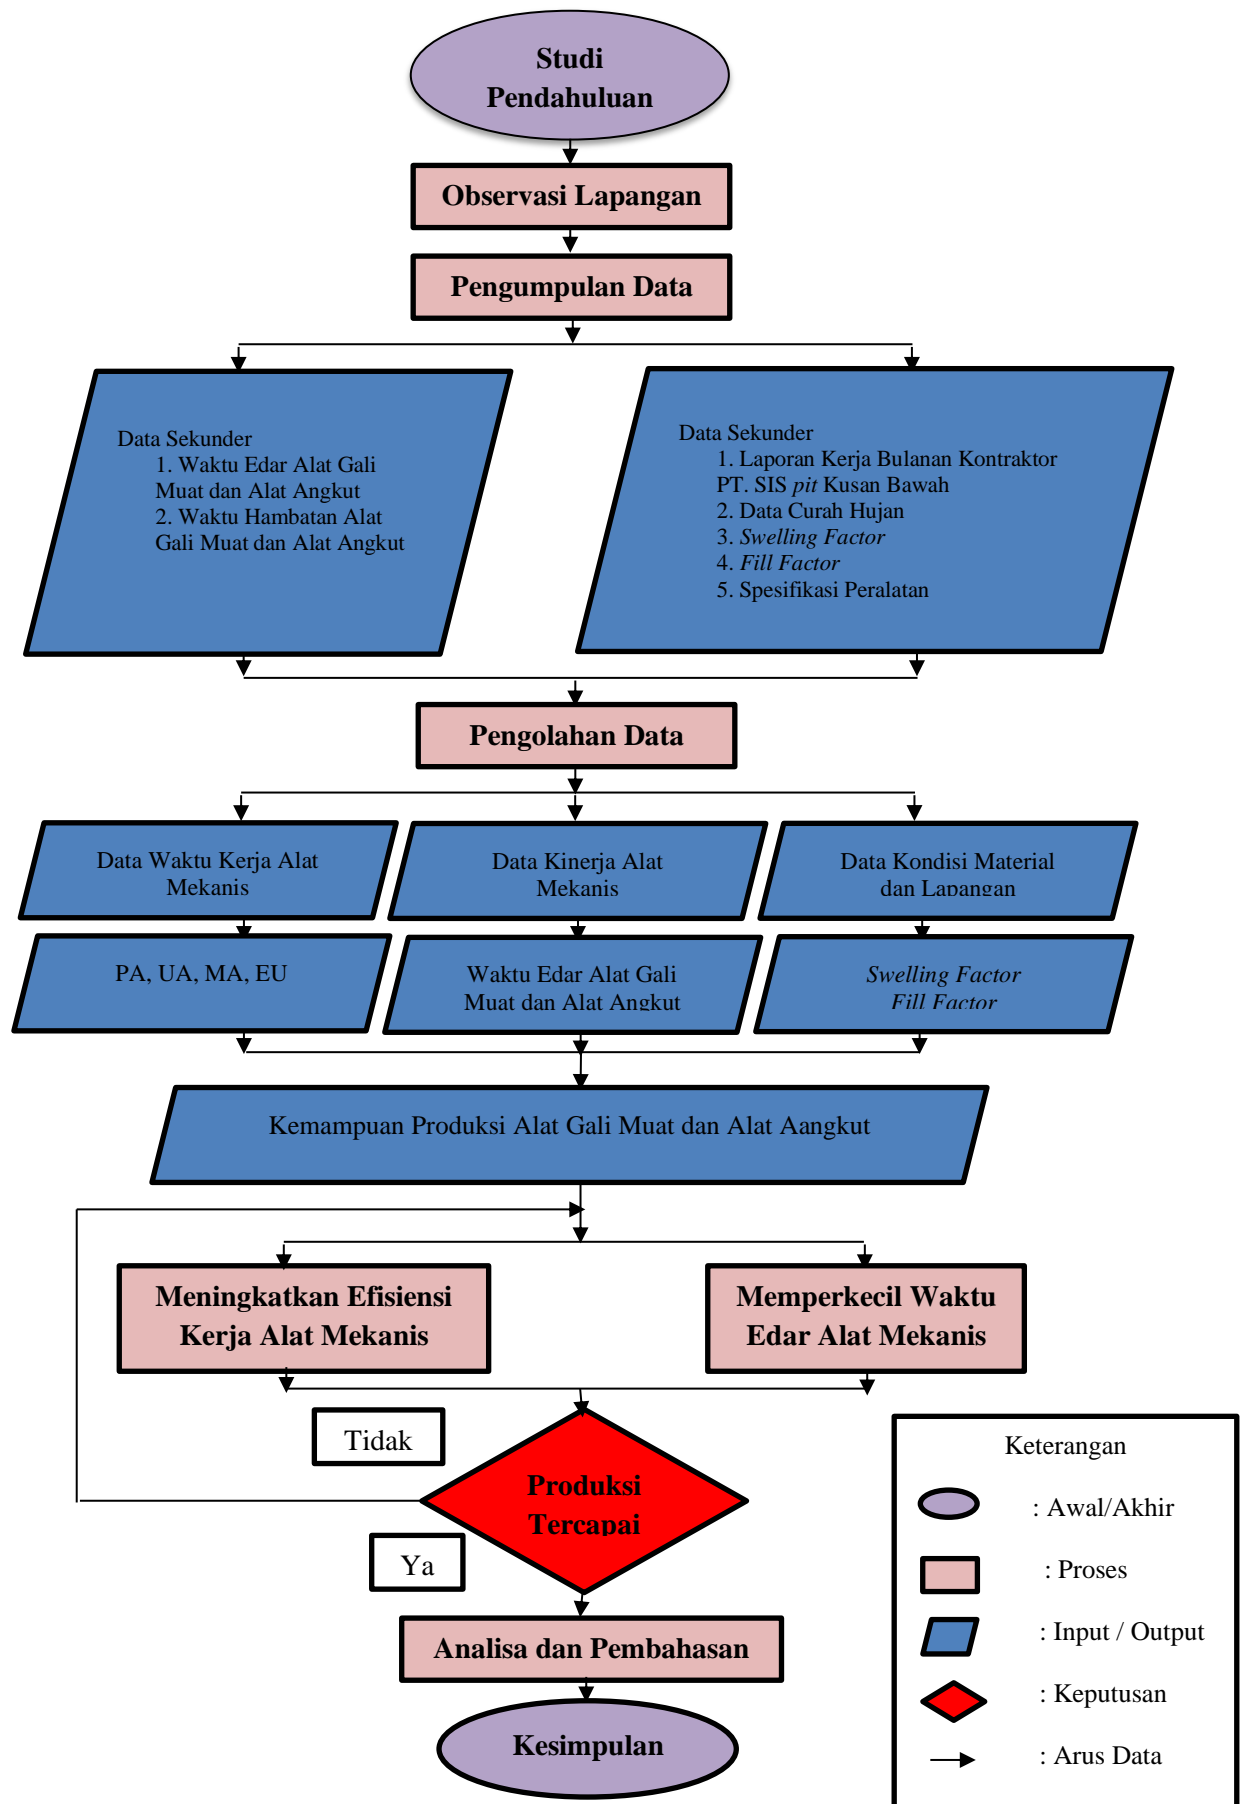 Studi
Pendahuluan
Observasi Lapangan
Pengumpulan Data
Data Sekunder
1. Waktu Edar Alat Gali
Muat dan Alat Angkut
2. Waktu Hambatan Alat
Gali Muat dan Alat Angkut
Data Sekunder
1. Laporan Kerja Bulanan Kontraktor
PT. SIS pit Kusan Bawah
2. Data Curah Hujan
3. Swelling Factor
4. Fill Factor
5. Spesifikasi Peralatan
Pengolahan Data
Data Waktu Kerja Alat
Mekanis
Data Kinerja Alat
Mekanis
Data Kondisi Material
dan Lapangan
PA, UA, MA, EU
Waktu Edar Alat Gali
Muat dan Alat Angkut
Swelling Factor
Fill Factor
Kemampuan Produksi Alat Gali Muat dan Alat Aangkut
Meningkatkan Efisiensi
Kerja Alat Mekanis
Memperkecil Waktu
Edar Alat Mekanis
Tidak
Produksi
Tercapai
Ya
Analisa dan Pembahasan
Kesimpulan
Keterangan
: Awal/Akhir
: Proses
: Input / Output
: Keputusan
: Arus Data